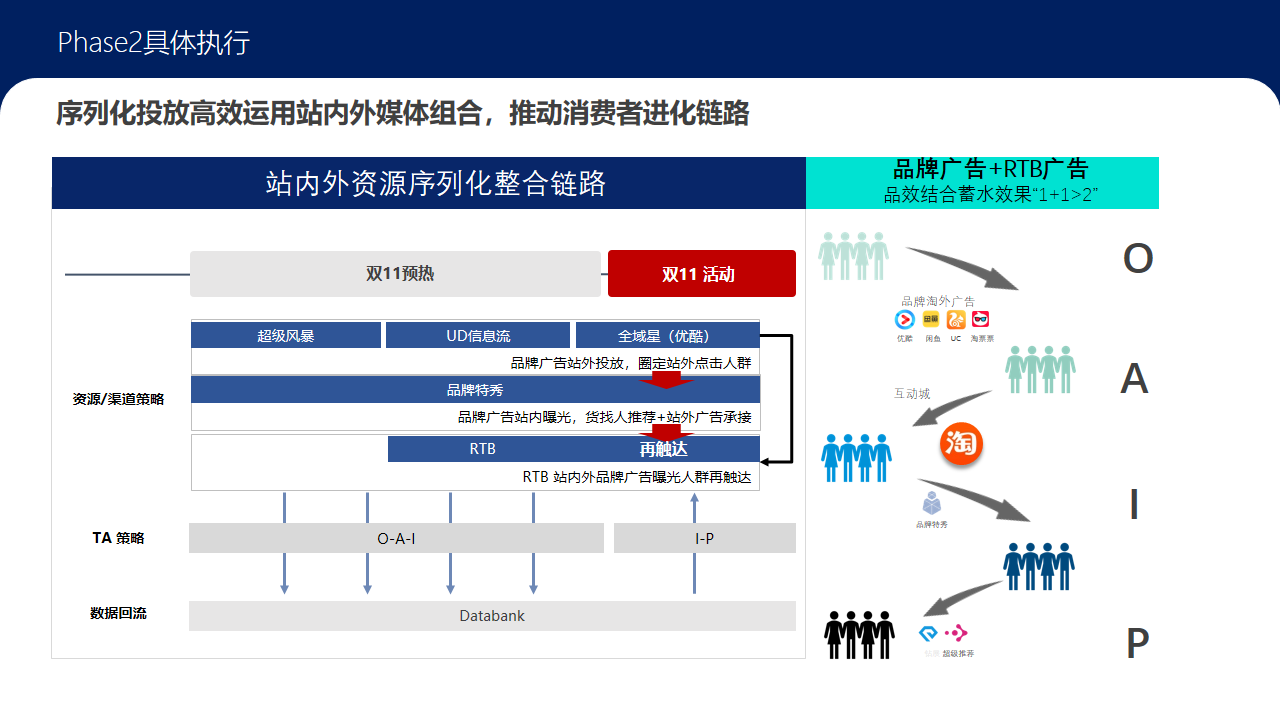 Phase2具体执行
序列化投放高效运用站内外媒体组合，推动消费者进化链路
站内外资源序列化整合链路
双11预热
双11 活动
超级风暴
UD信息流
全域星（优酷）
品牌广告站外投放，圈定站外点击人群
资源/渠道策略
品牌特秀
品牌广告站内曝光，货找人推荐+站外广告承接
RTB
再触达
RTB 站内外品牌广告曝光人群再触达
TA 策略
O-A-I
I-P
数据回流
Databank
品牌广告+RTB广告
品效结合蓄水效果“1+1>2”
O
品牌淘外广告
优酷
闲鱼
UC
淘票票
A
互动城
淘
I
品牌特秀
超级推荐
P